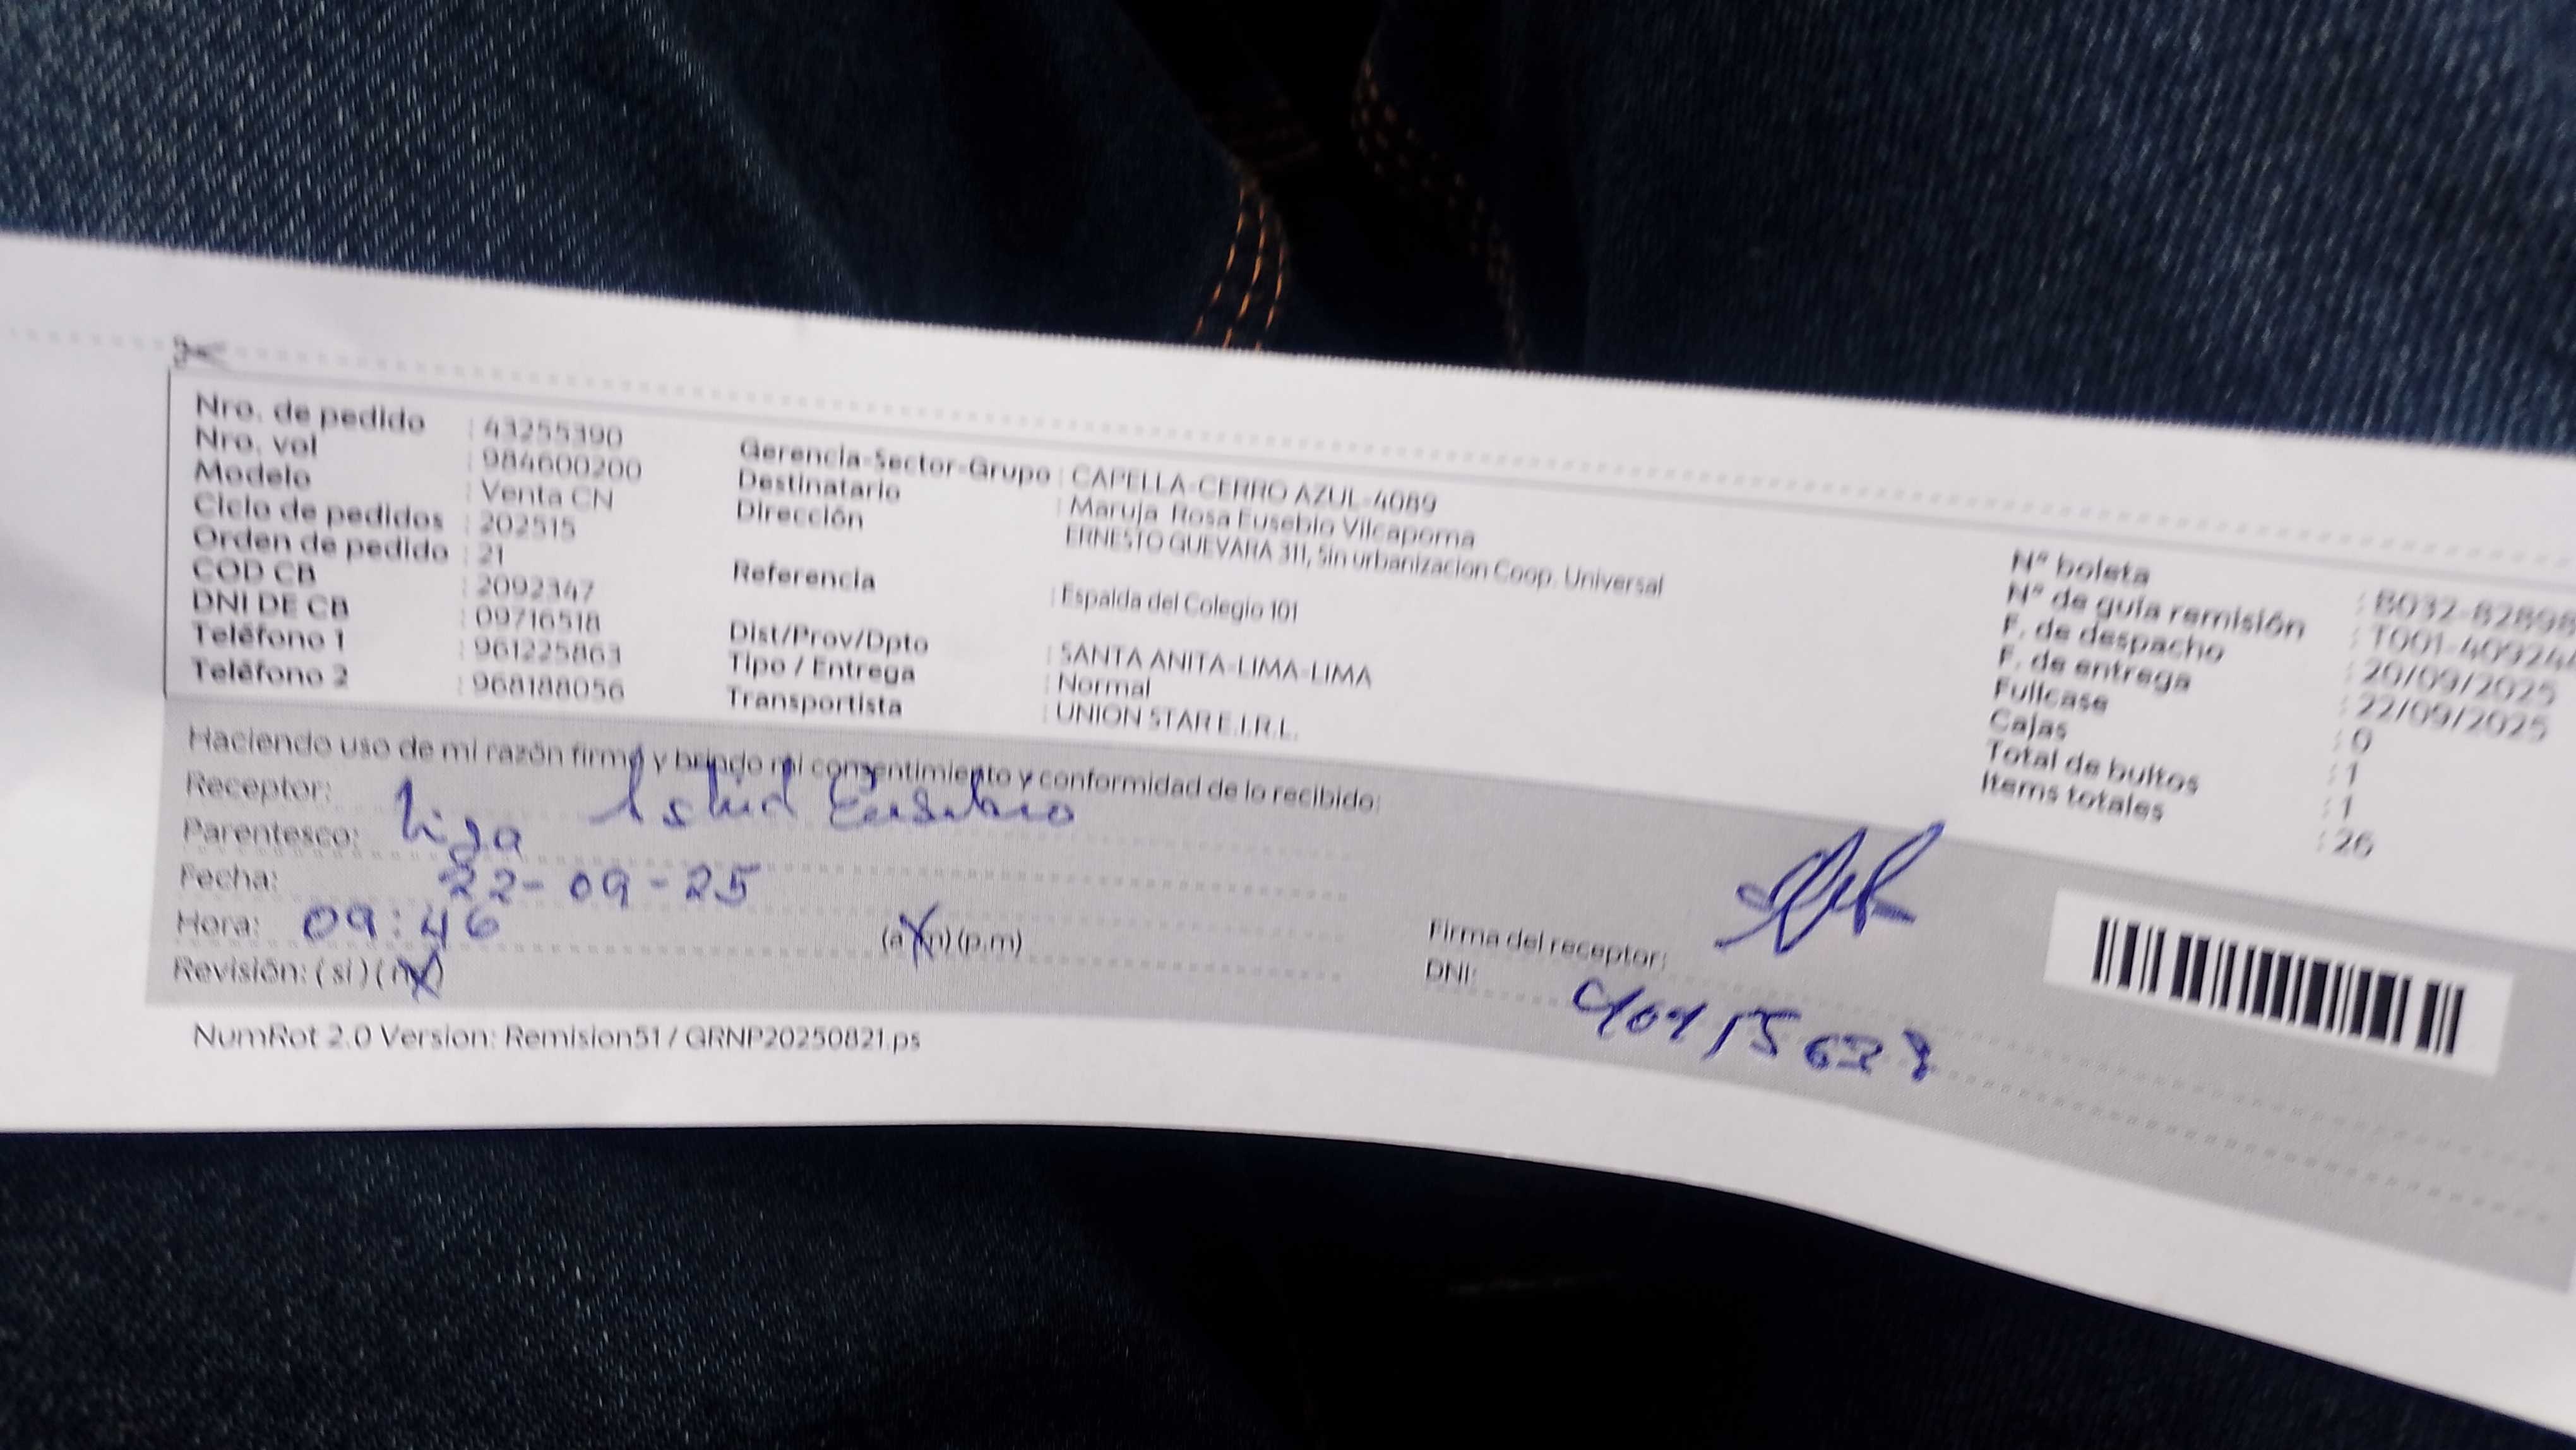 Nro. de pedido : 43255390
Nro. vol : 984600200
Modelo : Venta CN
Ciclo de pedidos : 202515
Orden de pedido : 21
COD CB : 2092347
DNI DE CB : 09716518
Teléfono 1 : 961225863
Teléfono 2 : 968188056
Gerencia-Sector-Grupo : CAPELLA-CERRO AZUL-4089
Destinatario : Maruja Rosa Eusebio Vilcapoma
Dirección : ERNESTO GUEVARA 311, Sin urbanizacion Coop. Universal
Referencia : Espalda del Colegio 101
Dist/Prov/Dpto : SANTA ANITA-LIMA-LIMA
Tipo / Entrega : Normal
Transportista : UNION STAR E.I.R.L.
N° boleta : B032-82898
N° de guía remisión : T001-40924
F. de despacho : 20/09/2025
F. de entrega : 22/09/2025
Fullcase : 0
Cajas : 1
Total de bultos : 1
Items totales : 26
Haciendo uso de mi razón firmo y brindo mi consentimiento y conformidad de lo recibido:
Receptor: Eusebio
Parentesco:
Fecha: 22-09-25
Hora: 09:46 (a.m) (p.m)
Revisión: (si) (no)
Firma del receptor:
DNI:
NumRot 2.0 Version: Remision51 / GRNP20250821.ps